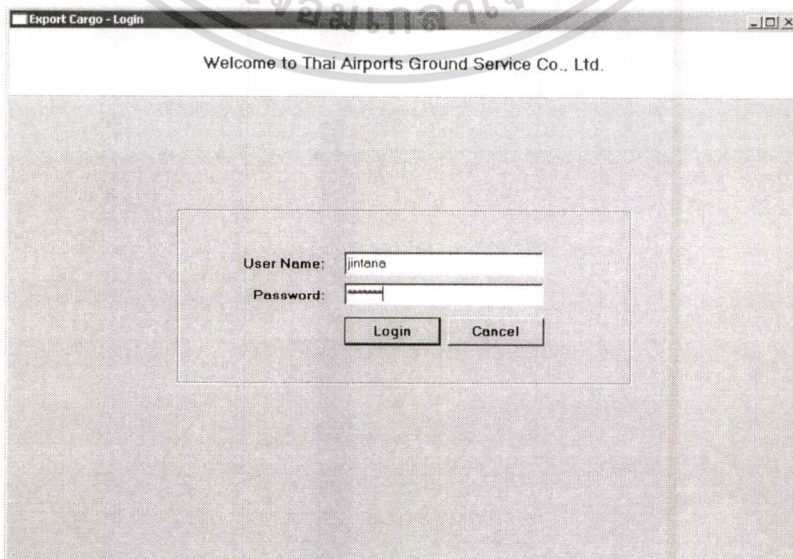 Export Cargo - Login
Welcome to Thai Airports Ground Service Co., Ltd.
User Name: jintana
Password: *******
Login Cancel